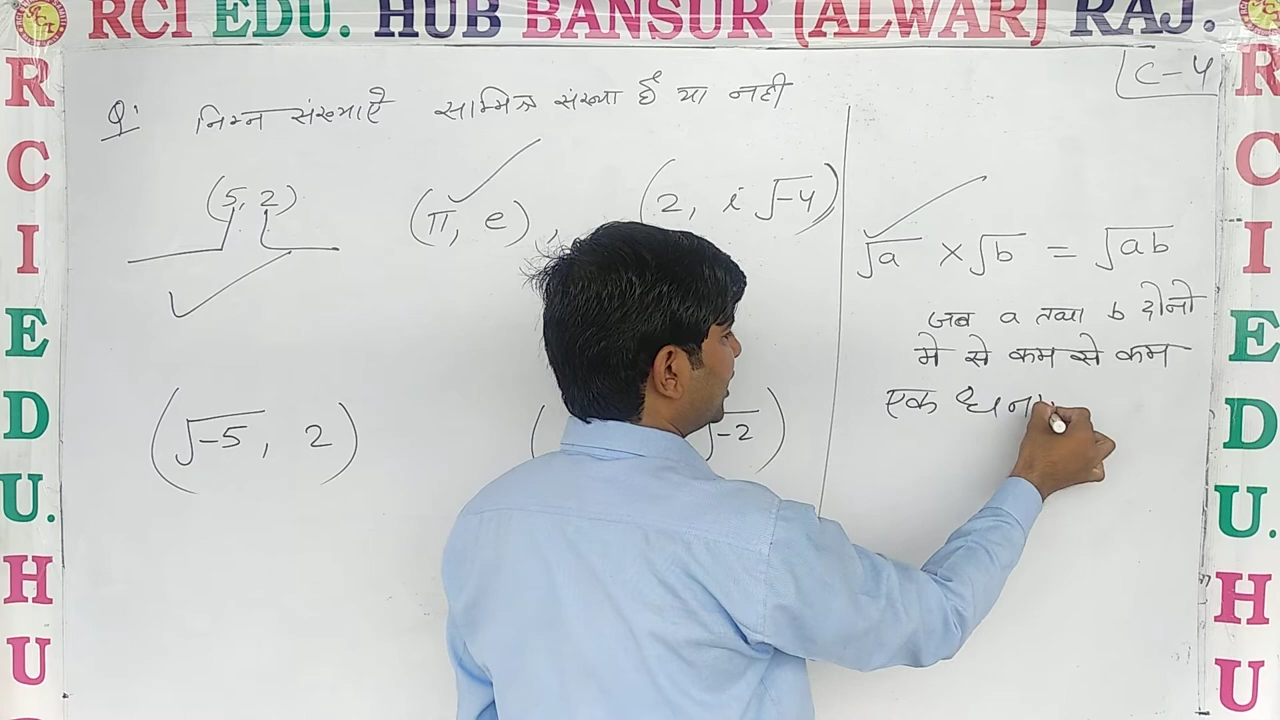 RCI EDU. HUB BANSUR (ALWAR) RAJ.
C-4
Q: निम्न संख्याएँ सम्मिश्र संख्या है या नही
(5, 2)
(π, e),
(2, i √-4)
(√-5, 2)
( √-2)
√a × √b = √ab
जब a तथा b दोनो
मे से कम से कम
एक धन
R
C
I
E
D
U.
H
U
R
C
I
E
D
U.
H
U